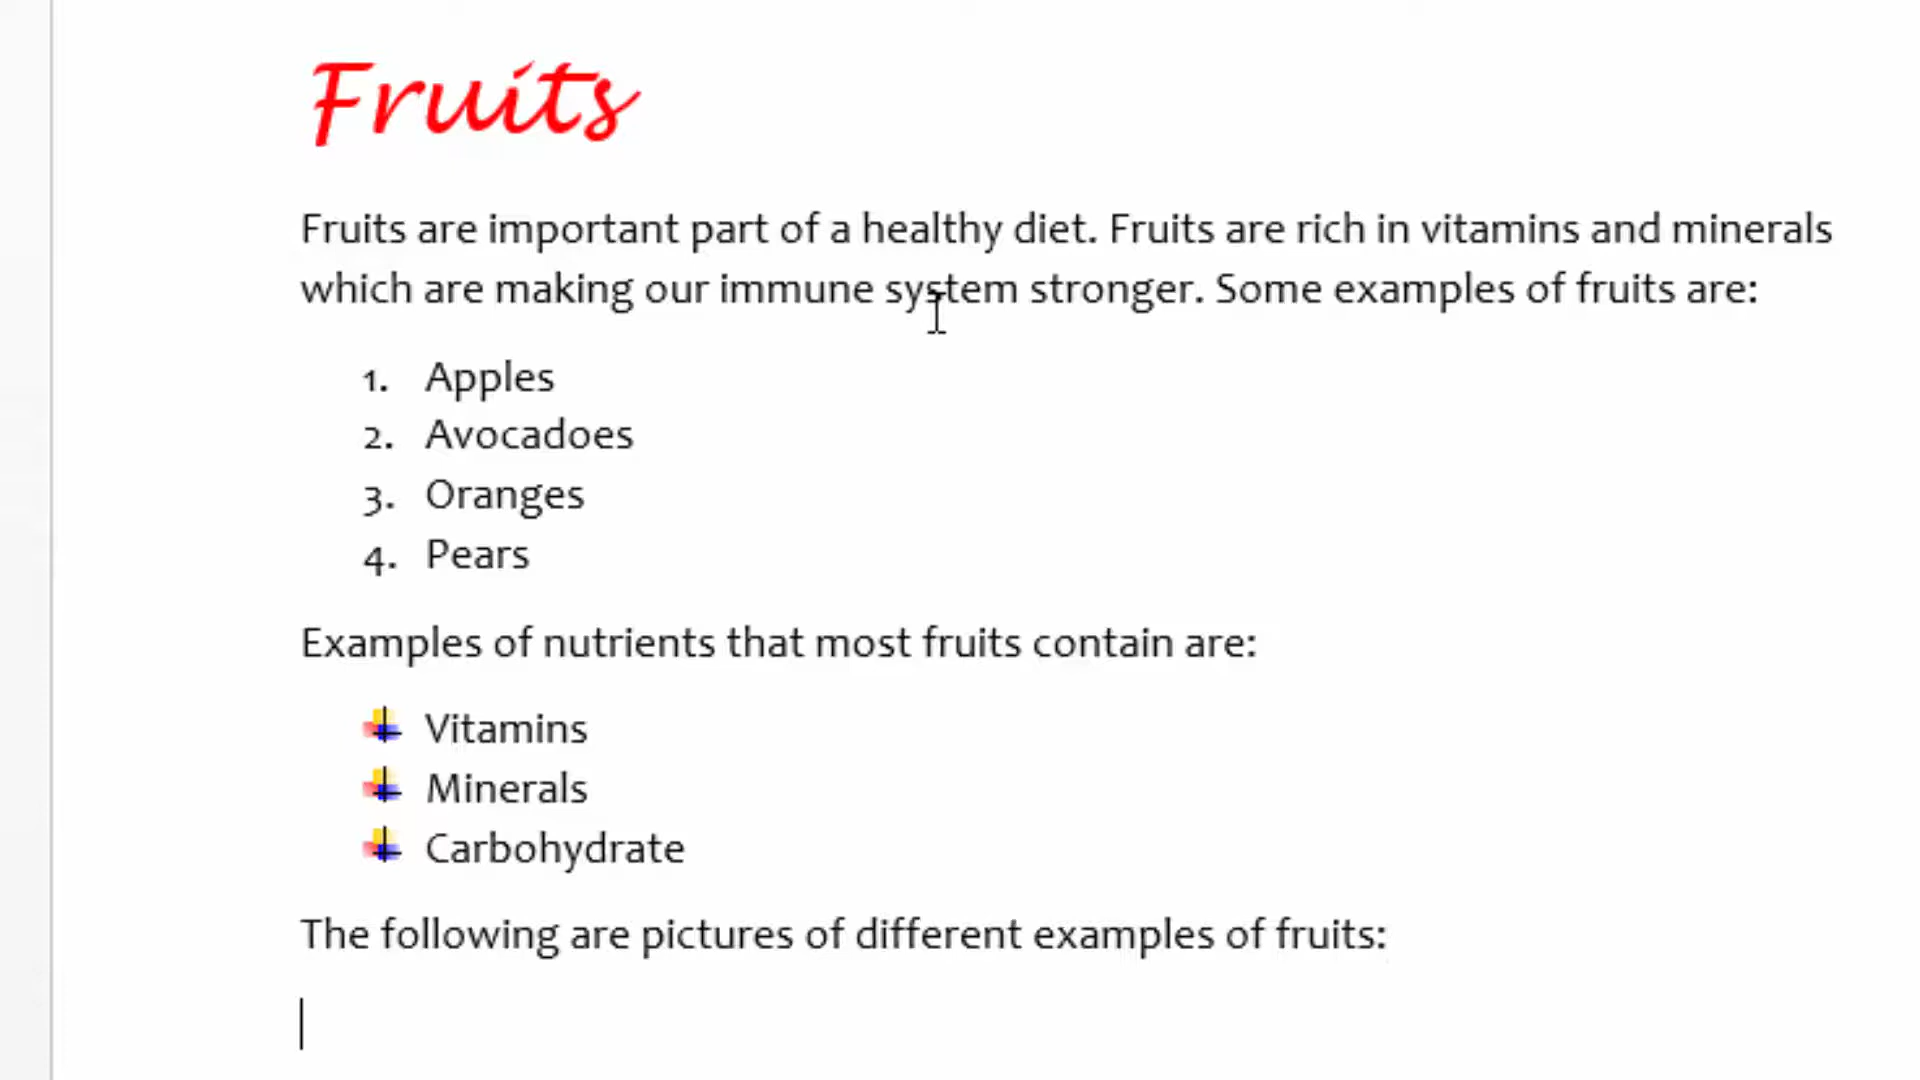 Fruits
Fruits are important part of a healthy diet. Fruits are rich in vitamins and minerals
which are making our immune system stronger. Some examples of fruits are:
1. Apples
2. Avocadoes
3. Oranges
4. Pears
Examples of nutrients that most fruits contain are:
Vitamins
Minerals
Carbohydrate
The following are pictures of different examples of fruits: